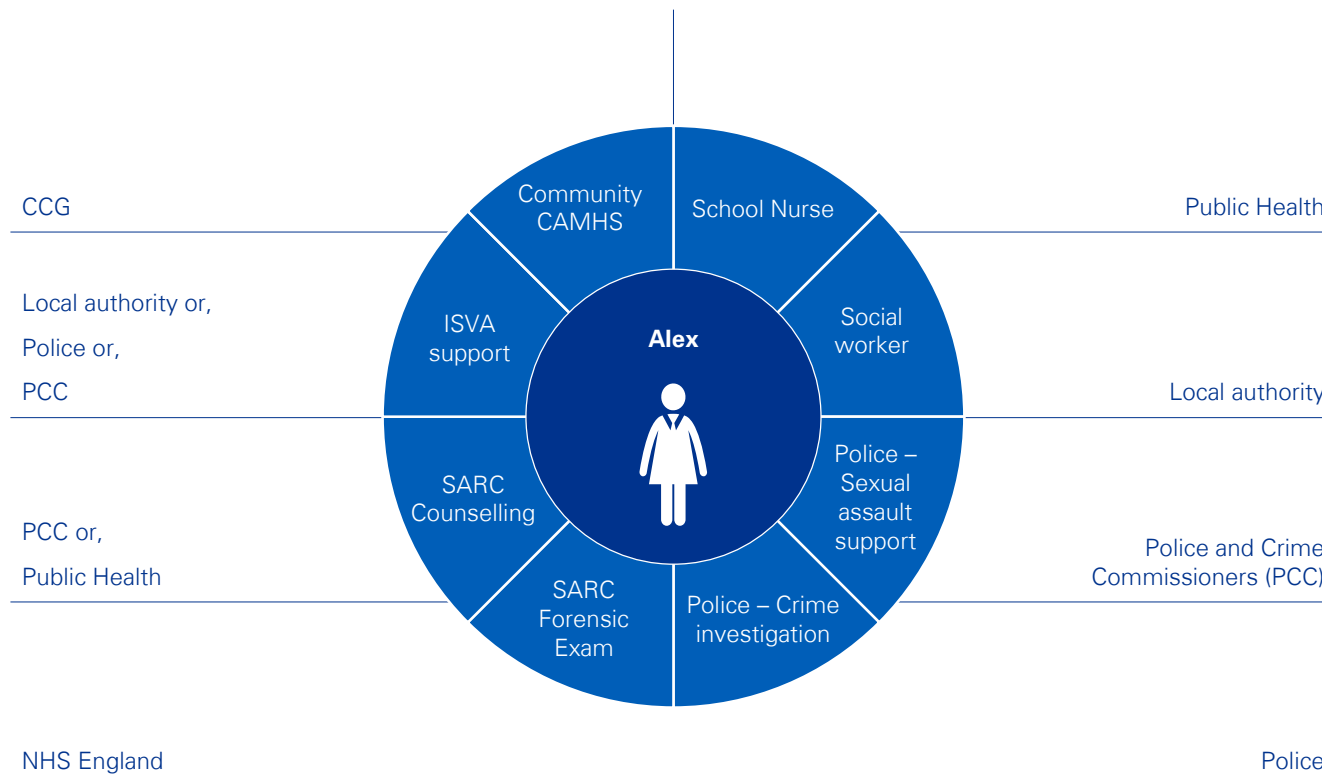 CCG
Community
CAMHS
School Nurse
Public Health
Local authority or,
Police or,
PCC
ISVA
support
Alex
Social
worker
Local authority
SARC
Counselling
Police –
Sexual
assault
support
PCC or,
Public Health
Police and Crime
Commissioners (PCC)
SARC
Forensic
Exam
Police – Crime
investigation
NHS England
Police